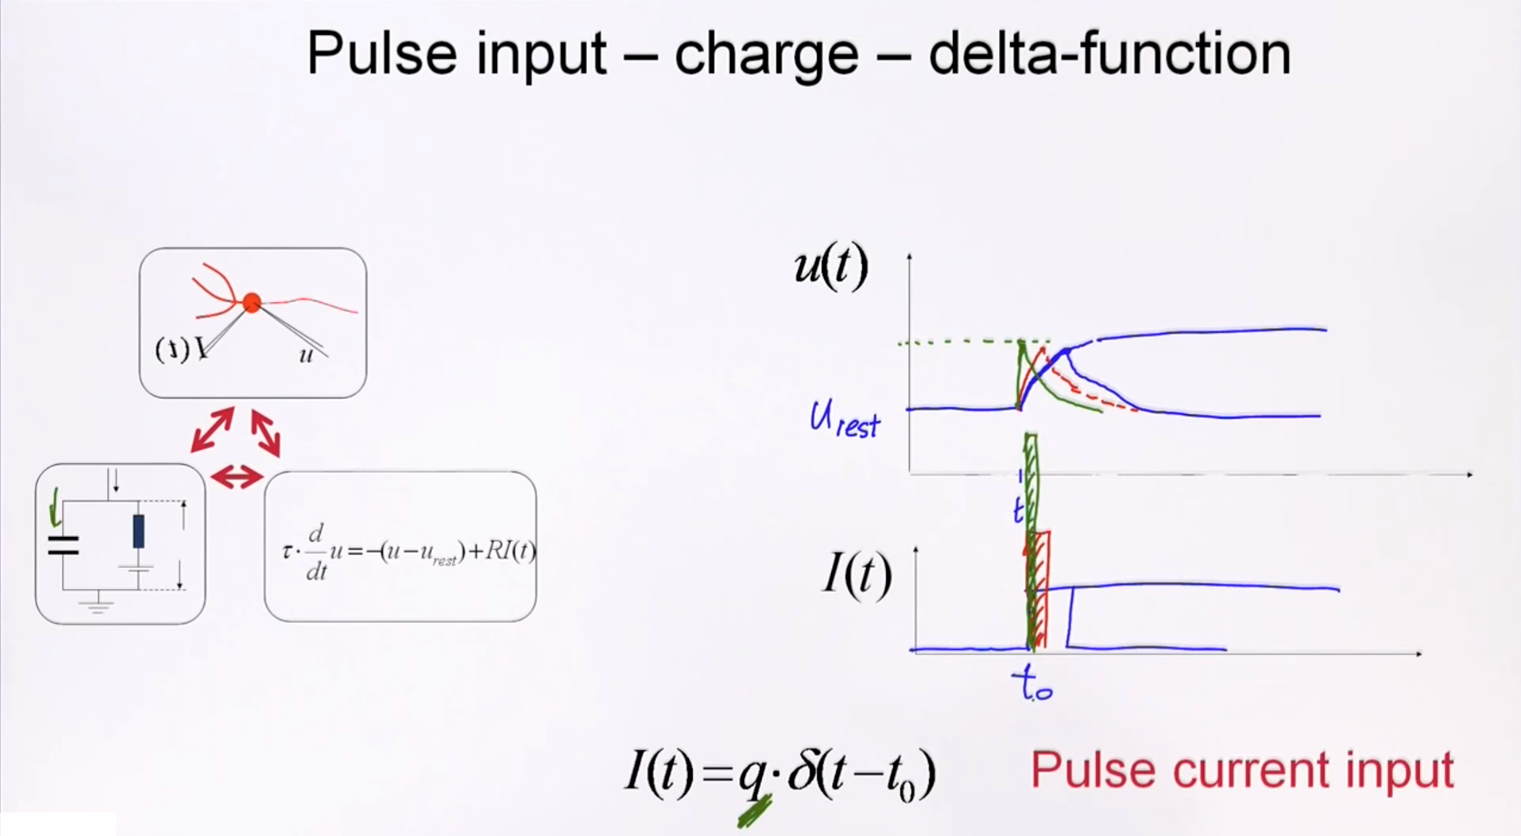 Pulse input – charge – delta-function
u(t)
I(t)
u
u_rest
τ · d/dt u = –(u – u_rest) + RI(t)
t
I(t)
t₀
I(t) = q · δ(t – t₀)
Pulse current input